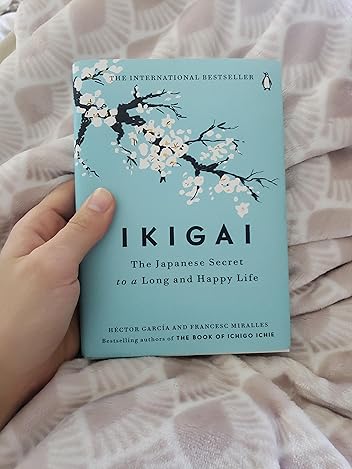 THE INTERNATIONAL BESTSELLER
IKIGAI
The Japanese Secret
to a Long and Happy Life
HÉCTOR GARCÍA AND FRANCESC MIRALLES
Bestselling authors of THE BOOK OF ICHIGO ICHIE